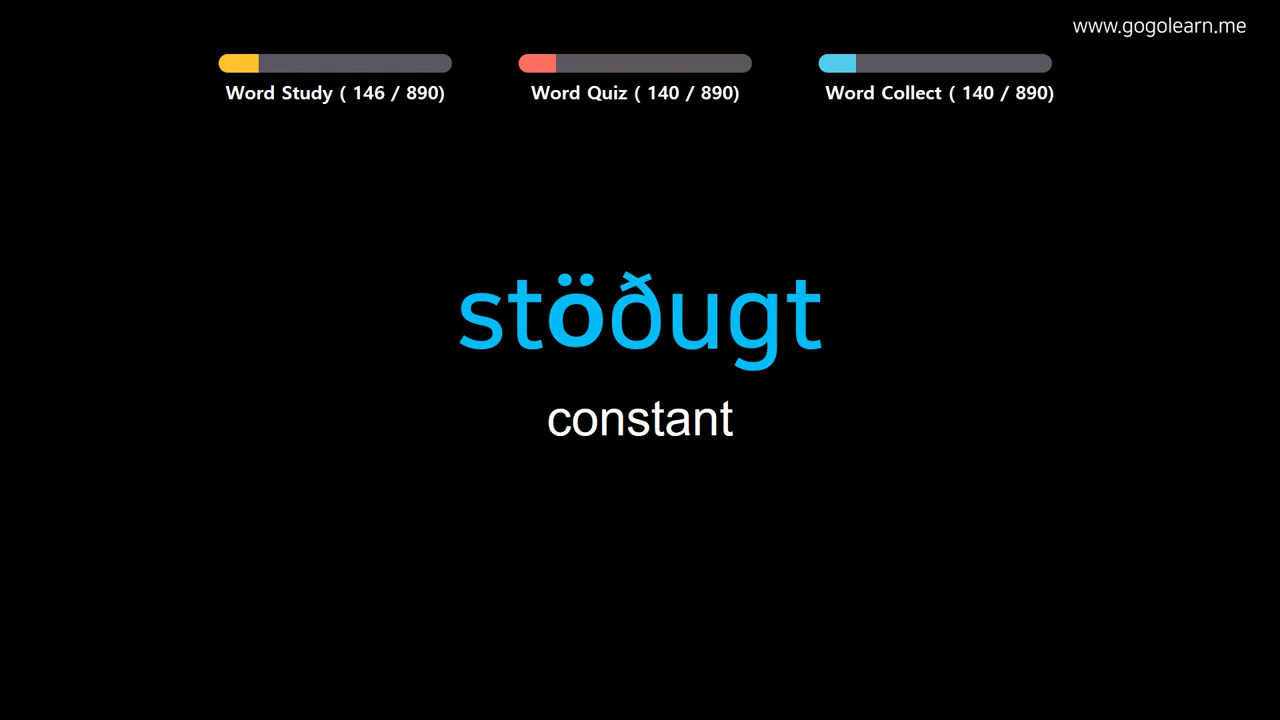 www.gogolearn.me
Word Study ( 146 / 890)
Word Quiz ( 140 / 890)
Word Collect ( 140 / 890)
stöðugt
constant